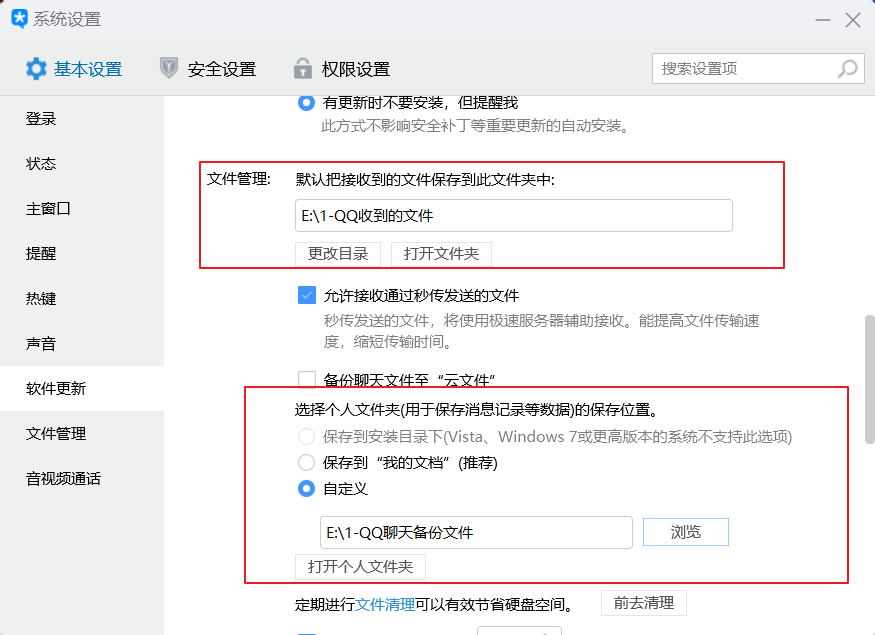 系统设置
基本设置 安全设置 权限设置 搜索设置项
登录
状态
主窗口
提醒
热键
声音
软件更新
文件管理
音视频通话
有更新时不要安装，但提醒我
此方式不影响安全补丁等重要更新的自动安装。
文件管理: 默认把接收到的文件保存到此文件夹中:
E:\1-QQ收到的文件
更改目录 打开文件夹
允许接收通过秒传发送的文件
秒传发送的文件，将使用极速服务器辅助接收。能提高文件传输速
度，缩短传输时间。
备份聊天文件至“云文件”
选择个人文件夹(用于保存消息记录等数据)的保存位置。
保存到安装目录下(Vista、Windows 7或更高版本的系统不支持此选项)
保存到“我的文档”(推荐)
自定义
E:\1-QQ聊天备份文件 浏览
打开个人文件夹
定期进行文件清理可以有效节省硬盘空间。 前去清理